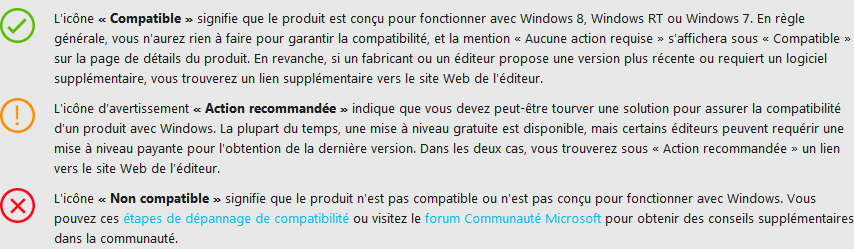 L'icône « Compatible » signifie que le produit est conçu pour fonctionner avec Windows 8, Windows RT ou Windows 7. En règle
générale, vous n'aurez rien à faire pour garantir la compatibilité, et la mention « Aucune action requise » s'affichera sous « Compatible »
sur la page de détails du produit. En revanche, si un fabricant ou un éditeur propose une version plus récente ou requiert un logiciel
supplémentaire, vous trouverez un lien supplémentaire vers le site Web de l'éditeur.
L'icône d'avertissement « Action recommandée » indique que vous devez peut-être tourver une solution pour assurer la compatibilité
d'un produit avec Windows. La plupart du temps, une mise à niveau gratuite est disponible, mais certains éditeurs peuvent requérir une
mise à niveau payante pour l'obtention de la dernière version. Dans les deux cas, vous trouverez sous « Action recommandée » un lien
vers le site Web de l'éditeur.
L'icône « Non compatible » signifie que le produit n'est pas compatible ou n'est pas conçu pour fonctionner avec Windows. Vous
pouvez ces étapes de dépannage de compatibilité ou visitez le forum Communauté Microsoft pour obtenir des conseils supplémentaires
dans la communauté.